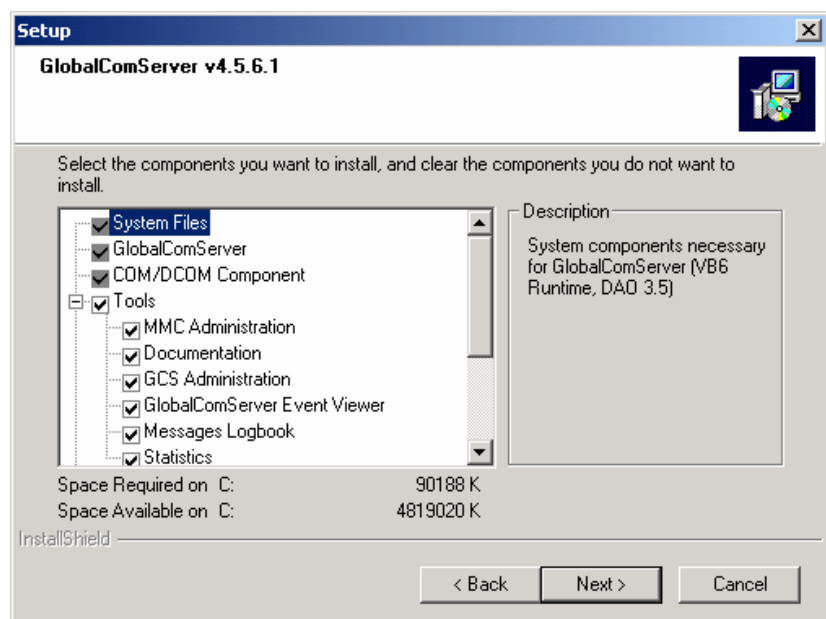 Setup
GlobalComServer v4.5.6.1
Select the components you want to install, and clear the components you do not want to
install.
System Files
GlobalComServer
COM/DCOM Component
Tools
MMC Administration
Documentation
GCS Administration
GlobalComServer Event Viewer
Messages Logbook
Statistics
Description
System components necessary
for GlobalComServer (VB6
Runtime, DAO 3.5)
Space Required on C: 90188 K
Space Available on C: 4819020 K
InstallShield
< Back Next > Cancel